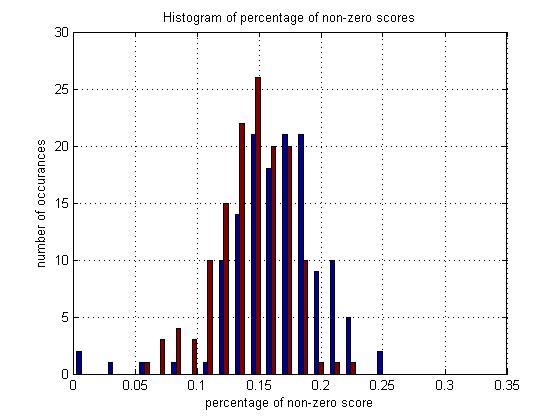 Histogram of percentage of non-zero scores
30
25
20
15
10
5
0
number of occurances
0 0.05 0.1 0.15 0.2 0.25 0.3 0.35
percentage of non-zero score